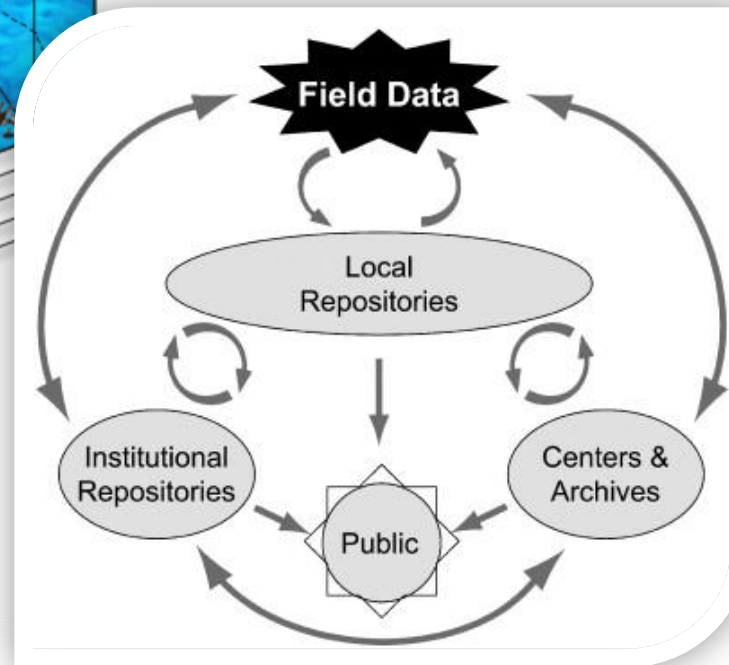 Field Data
Local
Repositories
Institutional
Repositories
Centers &
Archives
Public